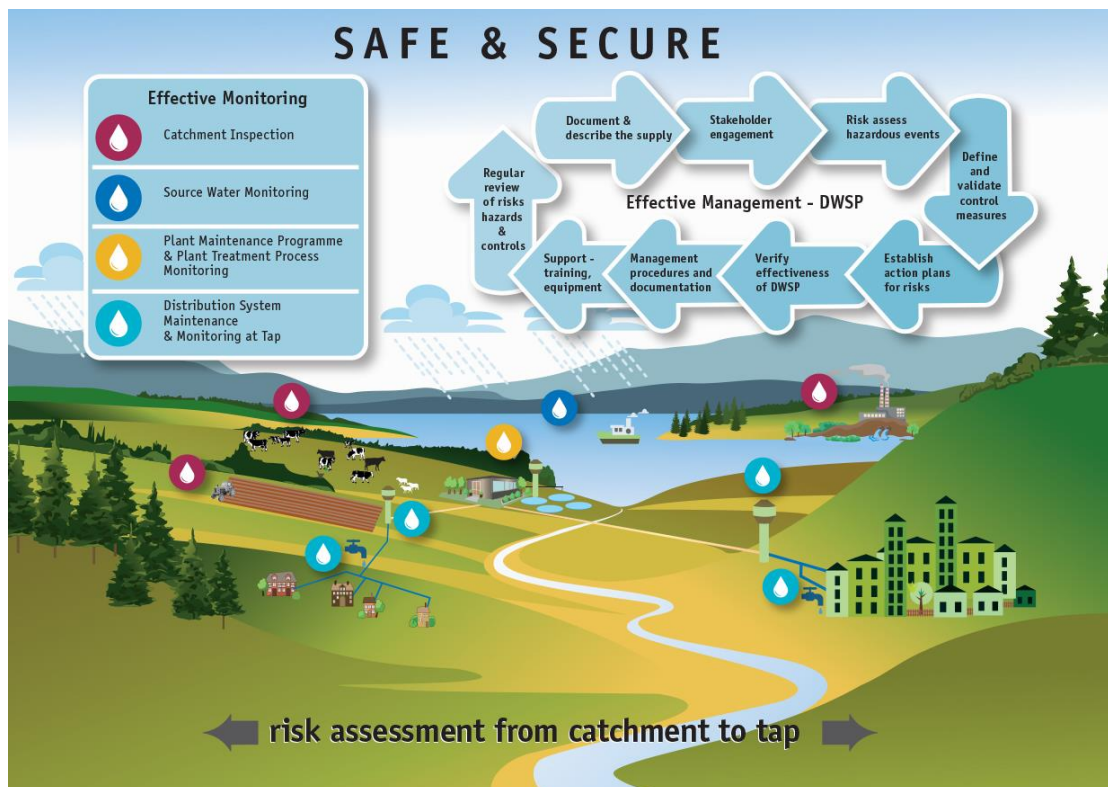 SAFE & SECURE
Effective Monitoring
Catchment Inspection
Source Water Monitoring
Plant Maintenance Programme
& Plant Treatment Process
Monitoring
Distribution System
Maintenance
& Monitoring at Tap
Document &
describe the supply
Stakeholder
engagement
Risk assess
hazardous events
Define
and
validate
control
measures
Effective Management - DWSP
Establish
action plans
for risks
Verify
effectiveness
of DWSP
Management
procedures and
documentation
Support -
training,
equipment
Regular
review
of risks
hazards
&
controls
risk assessment from catchment to tap